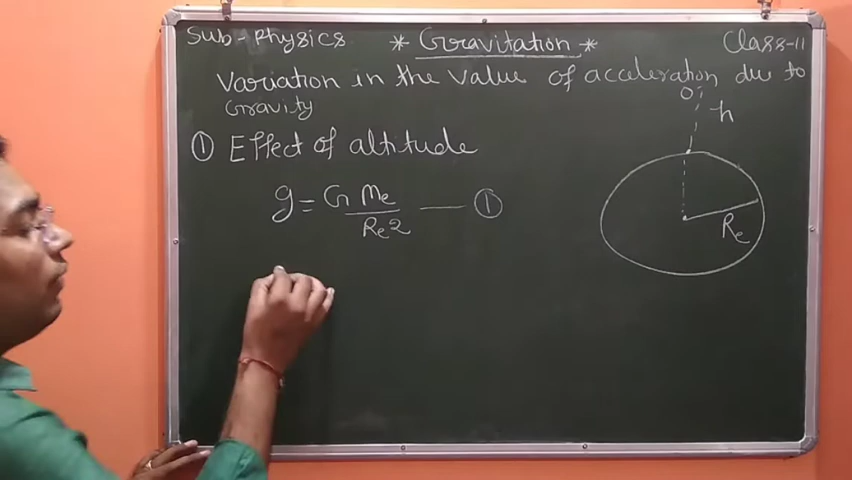 Sub - Physics * Gravitation * Class-11
Variation in the value of acceleration due to
Gravity
① Effect of altitude
g = G Me / Re2 — ①
O
h
Re